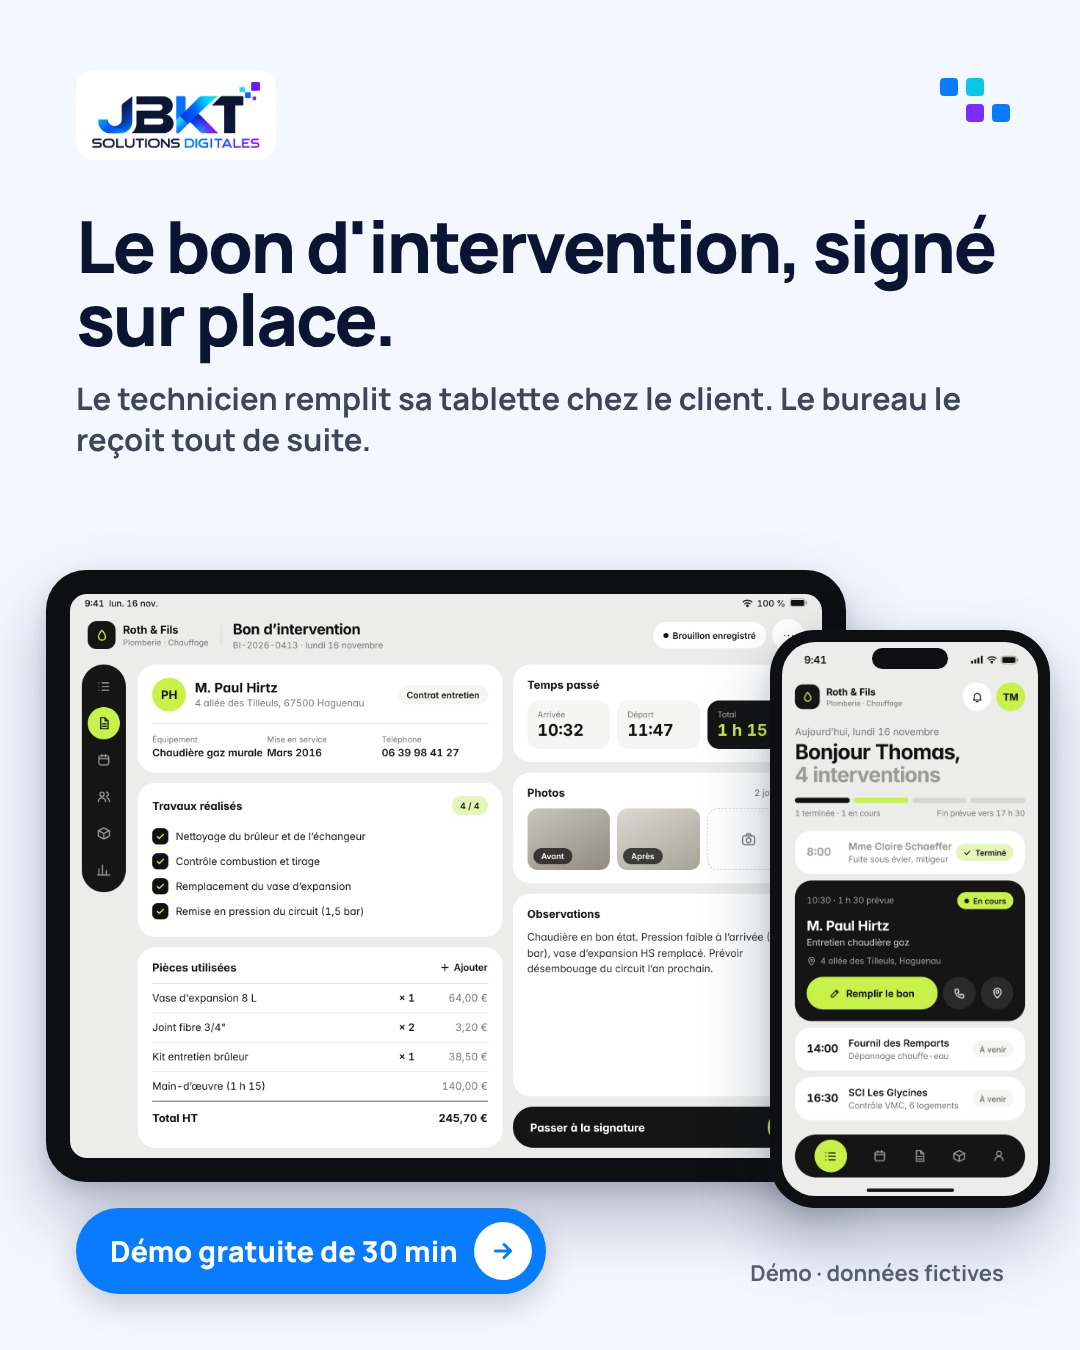 JBKT
SOLUTIONS DIGITALES
Le bon d'intervention, signé
sur place.
Le technicien remplit sa tablette chez le client. Le bureau le
reçoit tout de suite.
9:41 lun. 16 nov.
100 %
Roth & Fils
Plomberie · Chauffage
Bon d'intervention
BI-2026-0413 · lundi 16 novembre
Brouillon enregistré
PH
M. Paul Hirtz
4 allée des Tilleuls, 67500 Haguenau
Contrat entretien
Équipement
Mise en service
Téléphone
Chaudière gaz murale
Mars 2016
06 39 98 41 27
Travaux réalisés
4 / 4
Nettoyage du brûleur et de l'échangeur
Contrôle combustion et tirage
Remplacement du vase d'expansion
Remise en pression du circuit (1,5 bar)
Pièces utilisées
+ Ajouter
Vase d'expansion 8 L × 1 64,00 €
Joint fibre 3/4" × 2 3,20 €
Kit entretien brûleur × 1 38,50 €
Main-d'œuvre (1 h 15) 140,00 €
Total HT 245,70 €
Temps passé
Arrivée
10:32
Départ
11:47
Total
1 h 15
Photos
2
Avant
Après
Observations
Chaudière en bon état. Pression faible à l'arrivée (
bar), vase d'expansion HS remplacé. Prévoir
désembouage du circuit l'an prochain.
Passer à la signature
9:41
Roth & Fils
Plomberie · Chauffage
TM
Aujourd'hui, lundi 16 novembre
Bonjour Thomas,
4 interventions
1 terminée · 1 en cours
Fin prévue vers 17 h 30
8:00
Mme Claire Schaeffer
Fuite sous évier, mitigeur
Terminé
10:30 · 1 h 30 prévue
En cours
M. Paul Hirtz
Entretien chaudière gaz
4 allée des Tilleuls, Haguenau
Remplir le bon
14:00
Fournil des Remparts
Dépannage chauffe-eau
À venir
16:30
SCI Les Glycines
Contrôle VMC, 6 logements
À venir
Démo gratuite de 30 min
Démo · données fictives